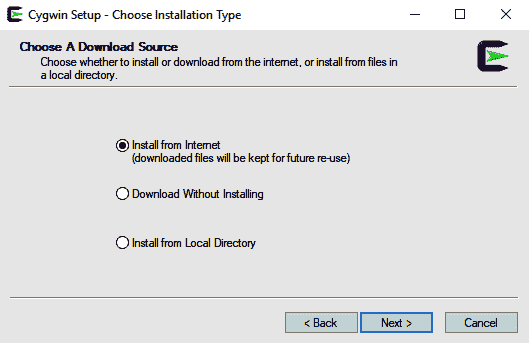 Cygwin Setup - Choose Installation Type
Choose A Download Source
Choose whether to install or download from the internet, or install from files in
a local directory.
Install from Internet
(downloaded files will be kept for future re-use)
Download Without Installing
Install from Local Directory
< Back
Next >
Cancel